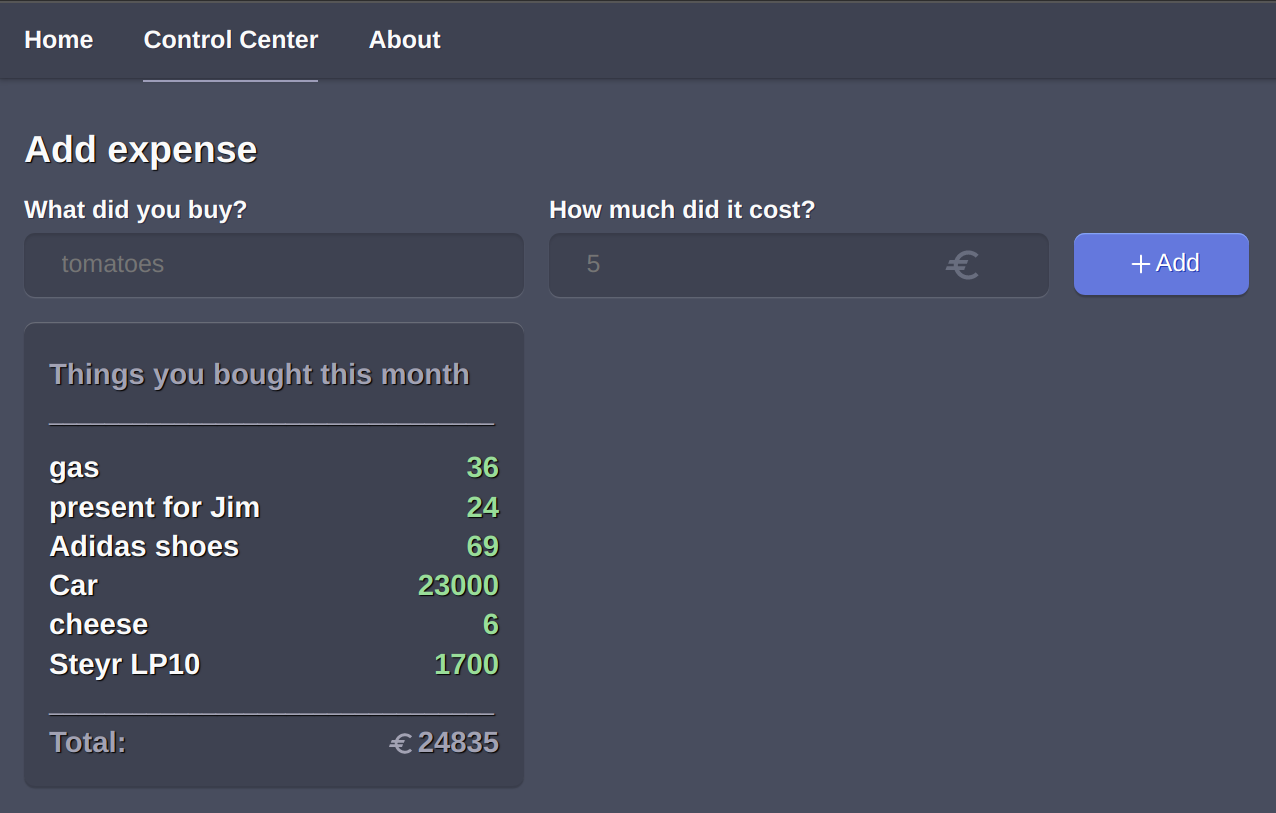 Home Control Center About
Add expense
What did you buy? How much did it cost?
tomatoes 5 € + Add
Things you bought this month
gas 36
present for Jim 24
Adidas shoes 69
Car 23000
cheese 6
Steyr LP10 1700
Total: € 24835